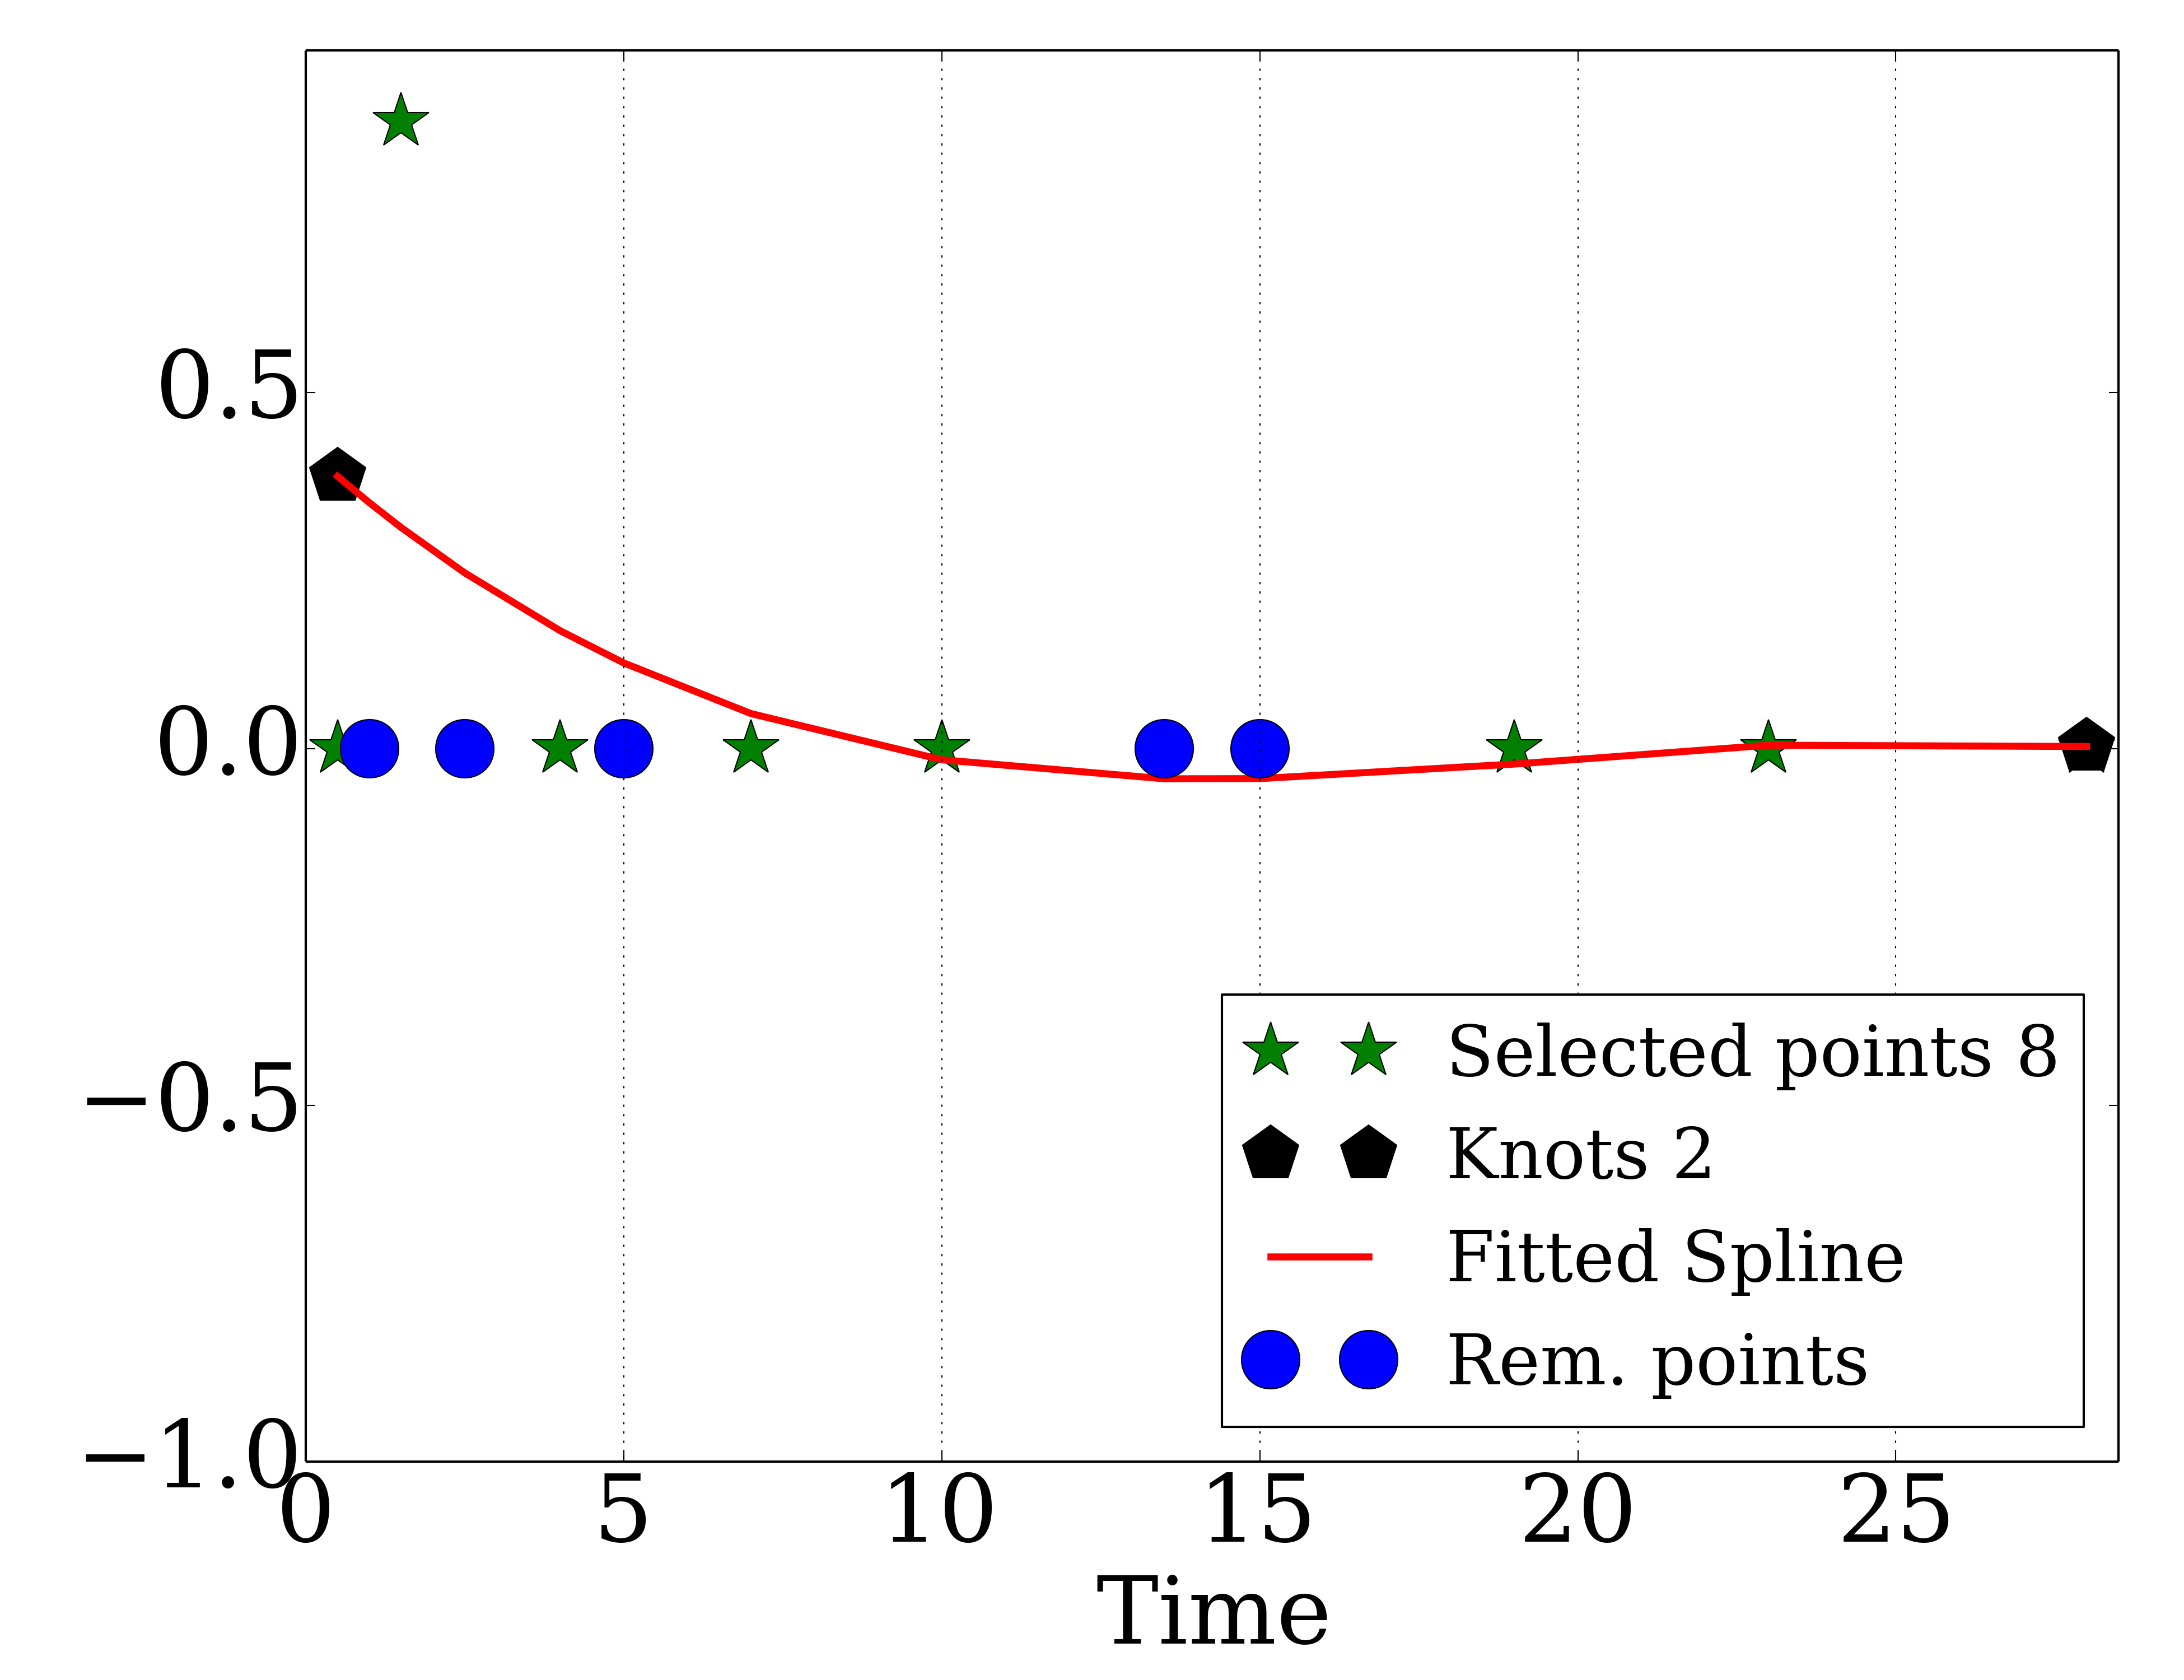 0.5
0.0
−0.5
−1.0
0 5 10 15 20 25
Time
Selected points 8
Knots 2
Fitted Spline
Rem. points